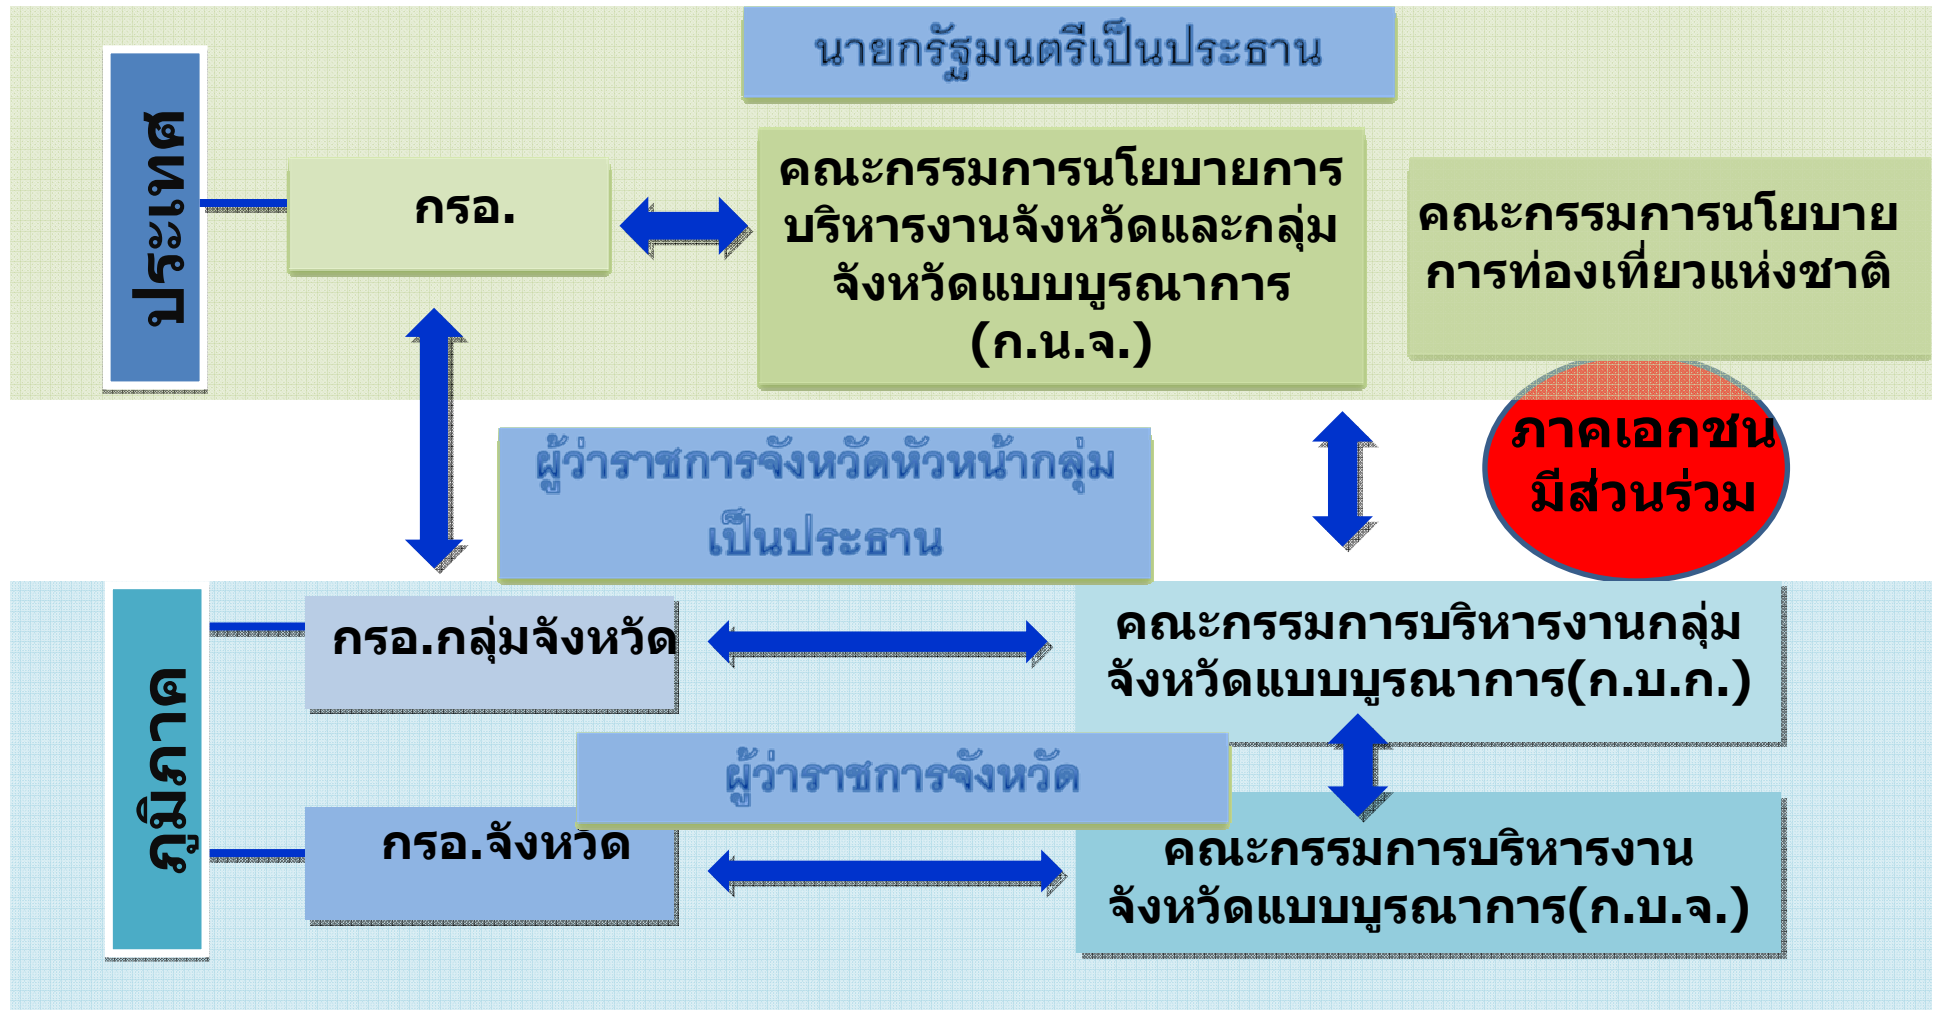 นายกรัฐมนตรีเป็นประธาน
ประเทศ
กรอ.
คณะกรรมการนโยบายการ
บริหารงานจังหวัดและกลุ่ม
จังหวัดแบบบูรณาการ
(ก.น.จ.)
คณะกรรมการนโยบาย
การท่องเที่ยวแห่งชาติ
ภาคเอกชน
มีส่วนร่วม
ผู้ว่าราชการจังหวัดหัวหน้ากลุ่ม
เป็นประธาน
ภูมิภาค
กรอ.กลุ่มจังหวัด
คณะกรรมการบริหารงานกลุ่ม
จังหวัดแบบบูรณาการ(ก.บ.ก.)
ผู้ว่าราชการจังหวัด
กรอ.จังหวัด
คณะกรรมการบริหารงาน
จังหวัดแบบบูรณาการ(ก.บ.จ.)